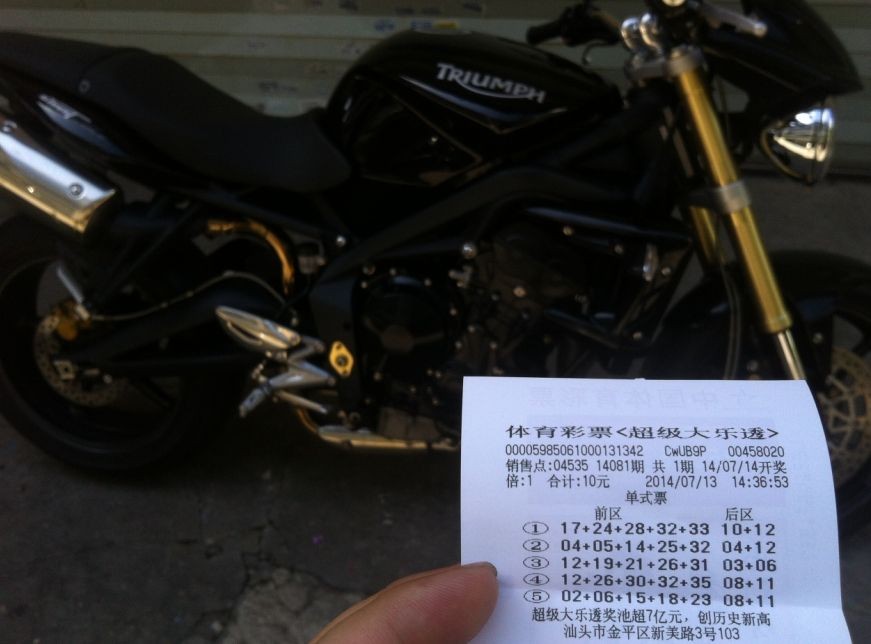 TRIUMPH
中国体育彩票
体育彩票<超级大乐透>
00005985061000131342 CwUB9P 00458020
销售点:04535 14081期 共 1期 14/07/14开奖
倍:1 合计:10元 2014/07/13 14:36:53
单式票
前区 后区
① 17+24+28+32+33 10+12
② 04+05+14+25+32 04+12
③ 12+19+21+26+31 03+06
④ 12+26+30+32+35 08+11
⑤ 02+06+15+18+23 08+11
超级大乐透奖池超7亿元，创历史新高
汕头市金平区新美路3号103